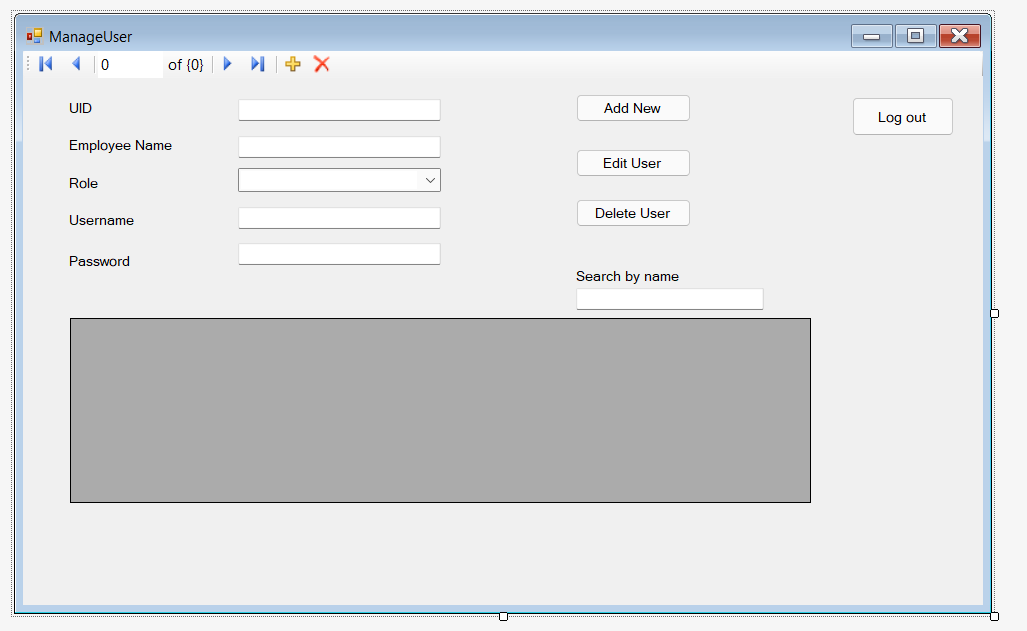 ManageUser
0 of {0}
UID
Add New
Log out
Employee Name
Edit User
Role
Username
Delete User
Password
Search by name